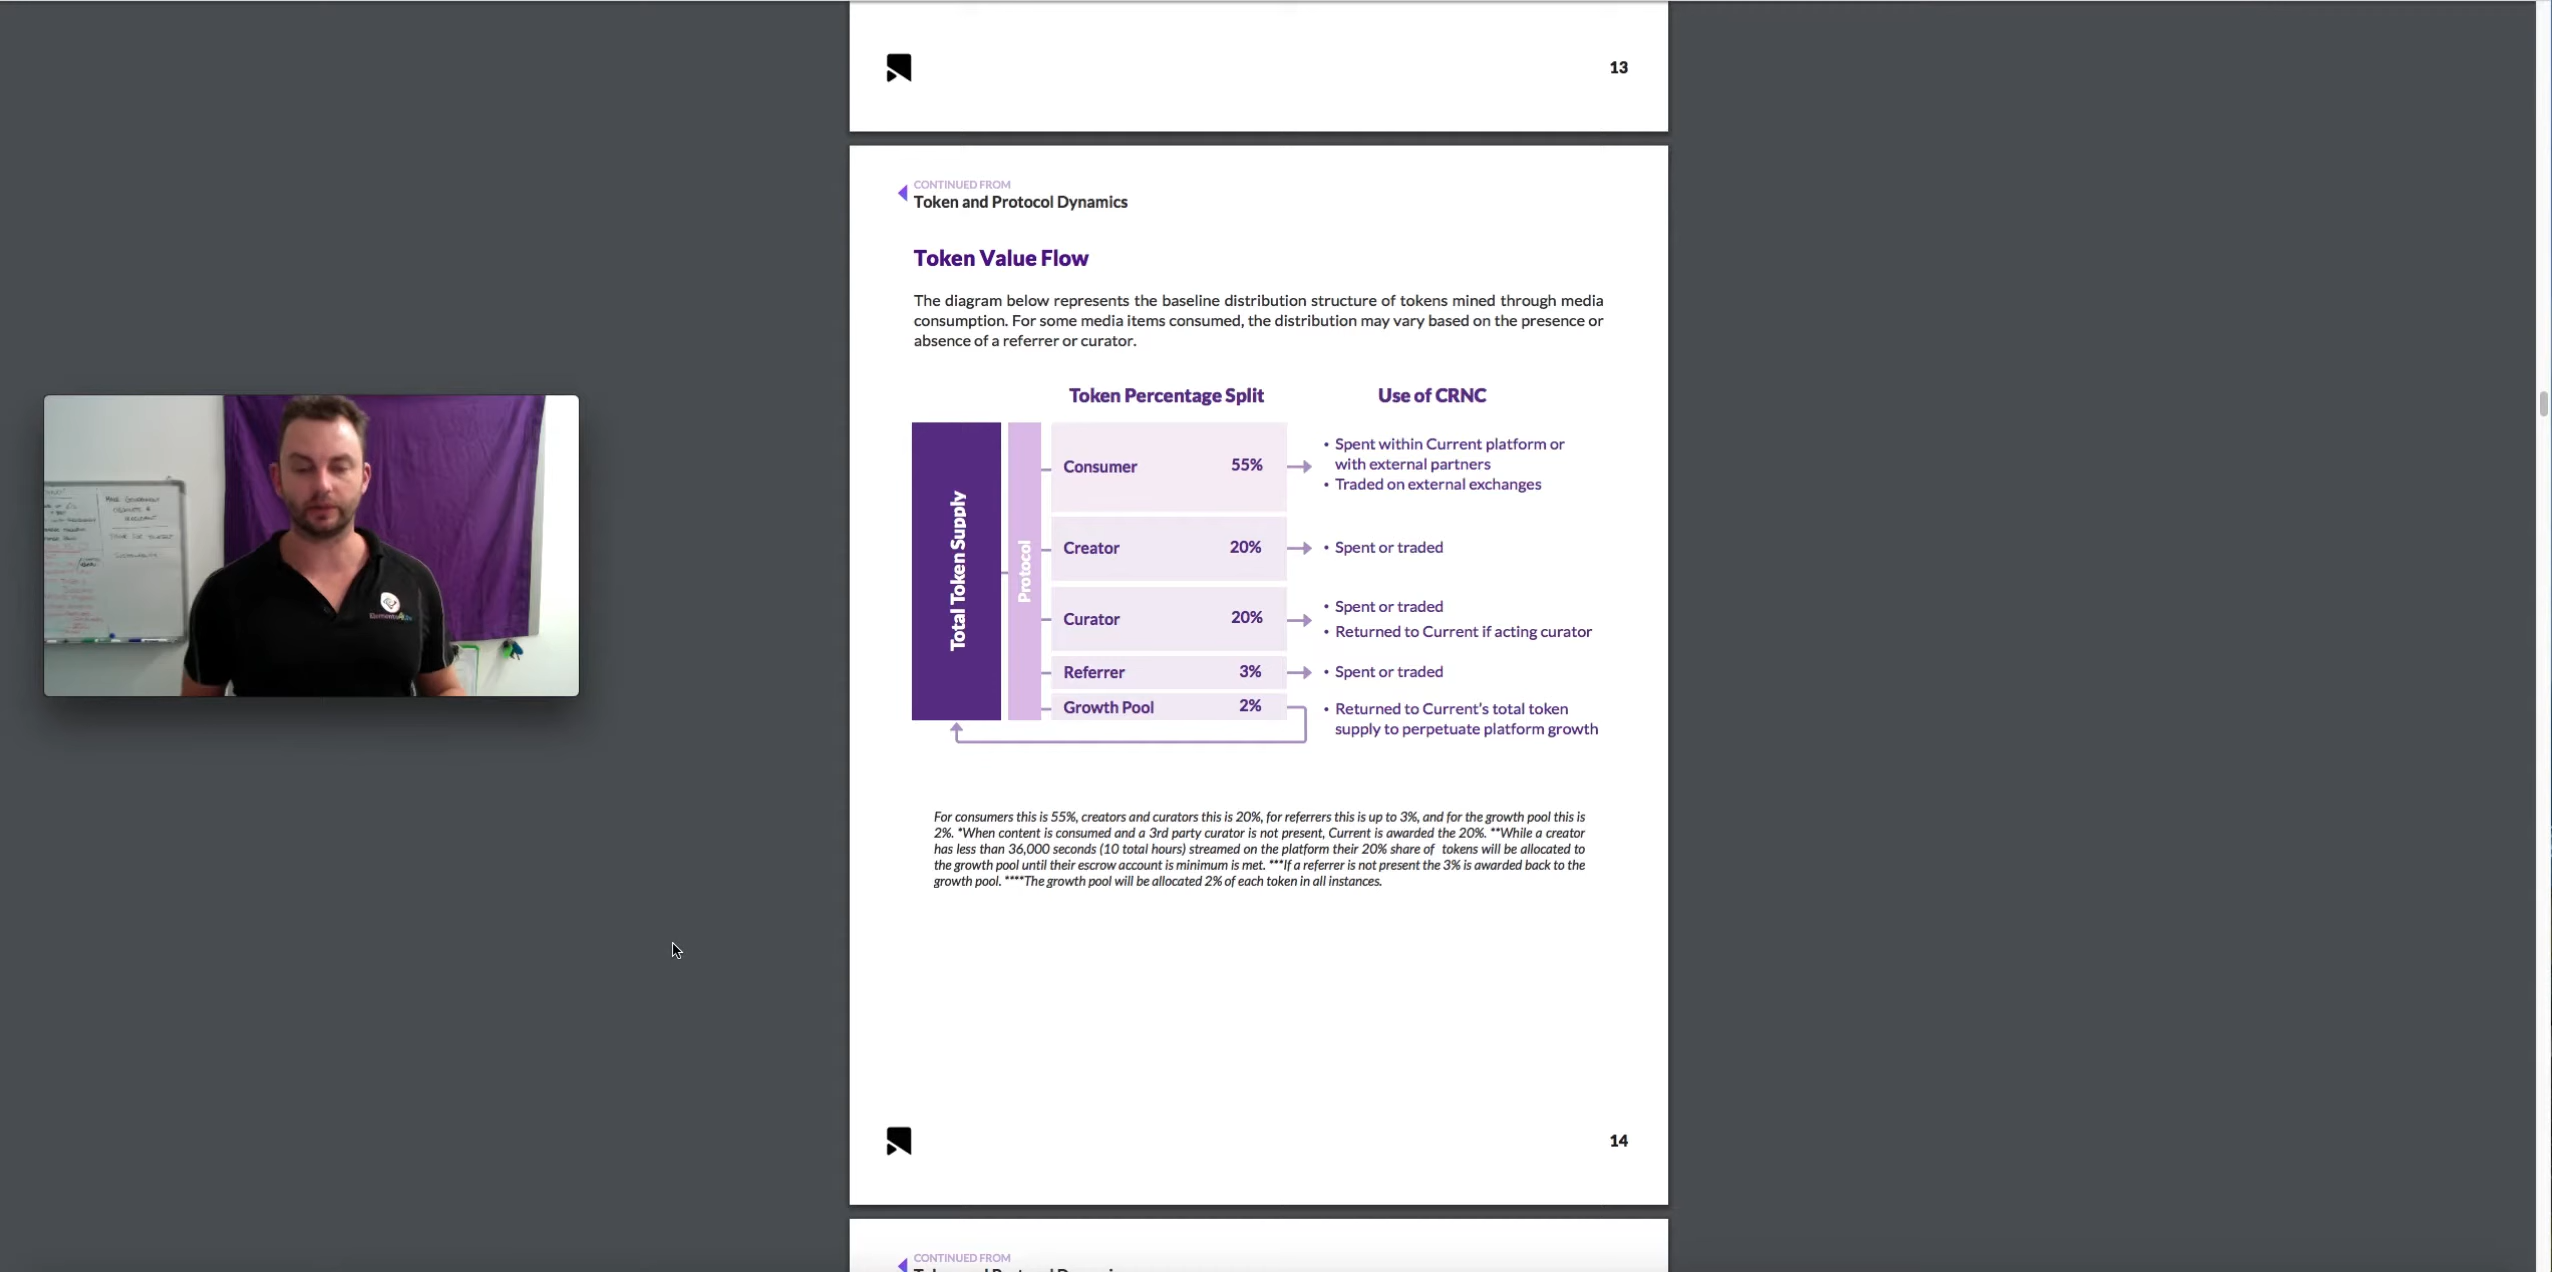 13
CONTINUED FROM
Token and Protocol Dynamics
Token Value Flow
The diagram below represents the baseline distribution structure of tokens mined through media
consumption. For some media items consumed, the distribution may vary based on the presence or
absence of a referrer or curator.
Token Percentage Split
Use of CRNC
Total Token Supply
Protocol
Consumer 55%
• Spent within Current platform or
with external partners
• Traded on external exchanges
Creator 20%
• Spent or traded
Curator 20%
• Spent or traded
• Returned to Current if acting curator
Referrer 3%
• Spent or traded
Growth Pool 2%
• Returned to Current's total token
supply to perpetuate platform growth
For consumers this is 55%, creators and curators this is 20%, for referrers this is up to 3%, and for the growth pool this is
2%. *When content is consumed and a 3rd party curator is not present, Current is awarded the 20%. **While a creator
has less than 36,000 seconds (10 total hours) streamed on the platform their 20% share of tokens will be allocated to
the growth pool until their escrow account is minimum is met. ***If a referrer is not present the 3% is awarded back to the
growth pool. ****The growth pool will be allocated 2% of each token in all instances.
14
CONTINUED FROM